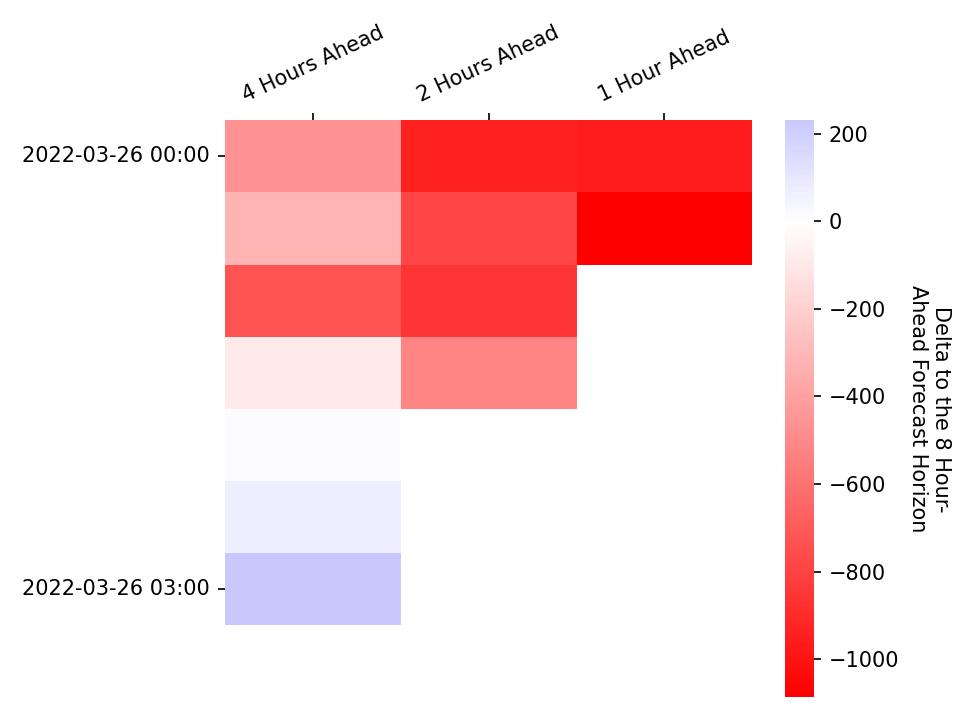 4 Hours Ahead
2 Hours Ahead
1 Hour Ahead
2022-03-26 00:00
2022-03-26 03:00
200
0
−200
−400
−600
−800
−1000
Delta to the 8 Hour-
Ahead Forecast Horizon